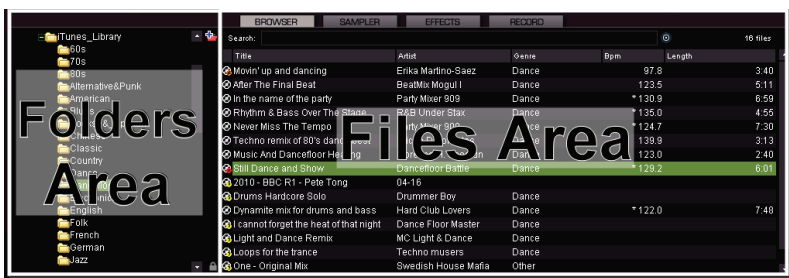 BROWSER SAMPLER EFFECTS RECORD
iTunes_Library
60s
70s
80s
Alternative&Punk
American
Classic
Country
Dance
English
Folk
French
German
Jazz
Folders
Area
Search: 16 files
Title Artist Genre Bpm Length
Movin' up and dancing Erika Martino-Saez Dance 97.8 3:40
After The Final Beat BeatMix Mogul I Dance 123.5 5:11
In the name of the party Party Mixer 909 Dance * 130.9 6:59
Rhythm & Bass Over The Stage R&B Under Stax Dance * 135.0 4:55
Never Miss The Tempo Party Mixer 909 Dance * 124.7 7:30
Techno remix of 80's Dance 139.9 3:13
Music And Dancefloor Dance 123.0 2:40
Still Dance and Show Dancefloor Battle Dance * 129.2 6:01
2010 - BBC R1 - Pete Tong 04-16
Drums Hardcore Solo Drummer Boy Dance
Dynamite mix for drums and bass Hard Club Lovers Dance * 122.0 7:48
I cannot forget the heat of that night Dance Floor Master Dance
Light and Dance Remix MC Light & Dance Dance
Loops for the trance Techno musers Dance
One - Original Mix Swedish House Mafia Other
Files Area